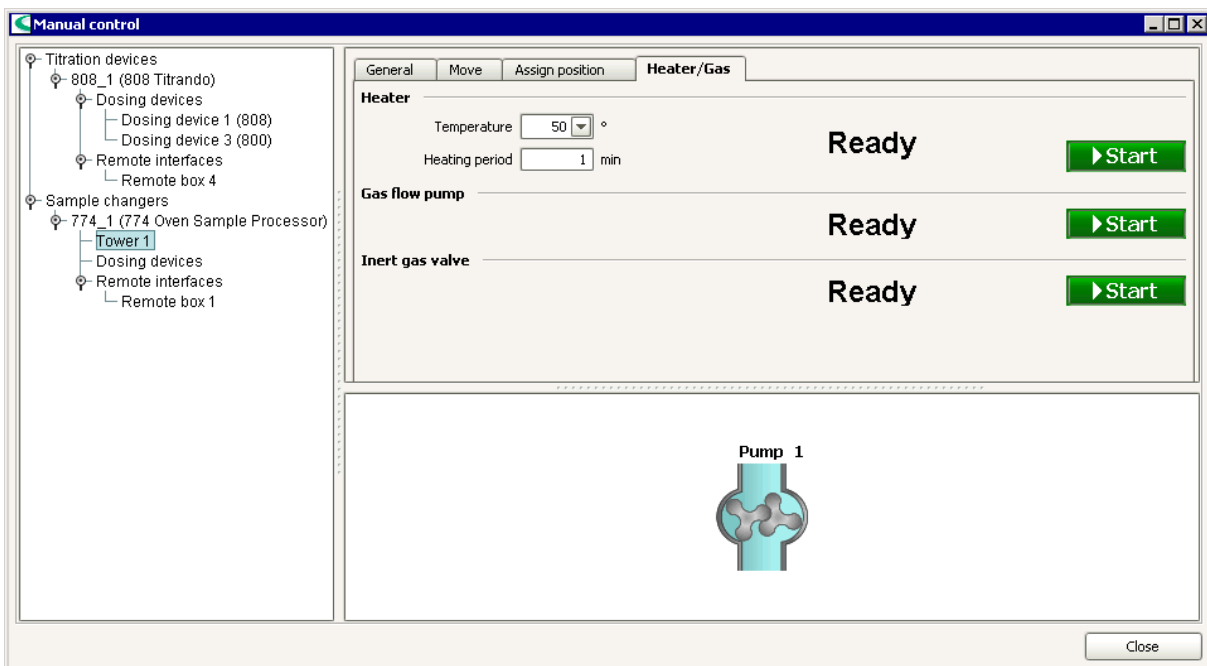 Manual control
Titration devices
808_1 (808 Titrando)
Dosing devices
Dosing device 1 (808)
Dosing device 3 (800)
Remote interfaces
Remote box 4
Sample changers
774_1 (774 Oven Sample Processor)
Tower 1
Dosing devices
Remote interfaces
Remote box 1
General Move Assign position Heater/Gas
Heater
Temperature 50 °
Heating period 1 min
Ready
Start
Gas flow pump
Ready
Start
Inert gas valve
Ready
Start
Pump 1
Close